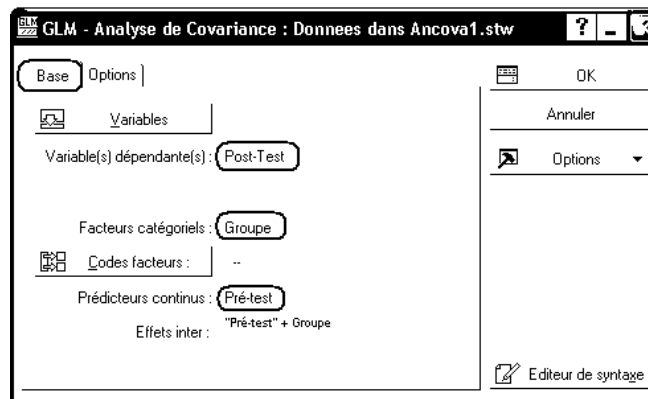 GLM GLM - Analyse de Covariance : Donnees dans Ancova1.stw ?
Base Options
OK
Variables
Annuler
Variable(s) dépendante(s) : Post-Test
Options
Facteurs catégoriels : Groupe
Codes facteurs : --
Prédicteurs continus : Pré-test
Effets inter : "Pré-test" + Groupe
Editeur de syntaxe